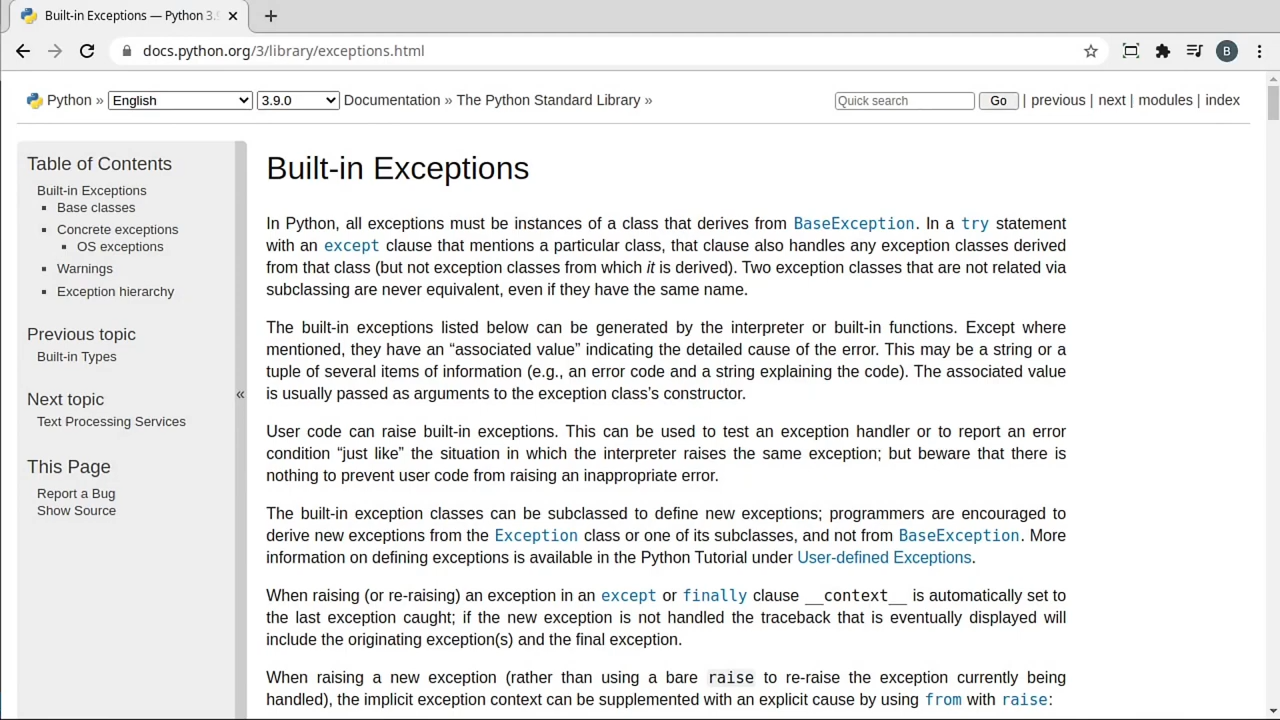 Built-in Exceptions — Python 3.9
docs.python.org/3/library/exceptions.html
B
Python » English 3.9.0 Documentation » The Python Standard Library » Quick search Go | previous | next | modules | index
Table of Contents
Built-in Exceptions
Base classes
Concrete exceptions
OS exceptions
Warnings
Exception hierarchy
Previous topic
Built-in Types
Next topic
Text Processing Services
This Page
Report a Bug
Show Source
«
Built-in Exceptions
In Python, all exceptions must be instances of a class that derives from BaseException. In a try statement
with an except clause that mentions a particular class, that clause also handles any exception classes derived
from that class (but not exception classes from which it is derived). Two exception classes that are not related via
subclassing are never equivalent, even if they have the same name.
The built-in exceptions listed below can be generated by the interpreter or built-in functions. Except where
mentioned, they have an “associated value” indicating the detailed cause of the error. This may be a string or a
tuple of several items of information (e.g., an error code and a string explaining the code). The associated value
is usually passed as arguments to the exception class’s constructor.
User code can raise built-in exceptions. This can be used to test an exception handler or to report an error
condition “just like” the situation in which the interpreter raises the same exception; but beware that there is
nothing to prevent user code from raising an inappropriate error.
The built-in exception classes can be subclassed to define new exceptions; programmers are encouraged to
derive new exceptions from the Exception class or one of its subclasses, and not from BaseException. More
information on defining exceptions is available in the Python Tutorial under User-defined Exceptions.
When raising (or re-raising) an exception in an except or finally clause __context__ is automatically set to
the last exception caught; if the new exception is not handled the traceback that is eventually displayed will
include the originating exception(s) and the final exception.
When raising a new exception (rather than using a bare raise to re-raise the exception currently being
handled), the implicit exception context can be supplemented with an explicit cause by using from with raise: